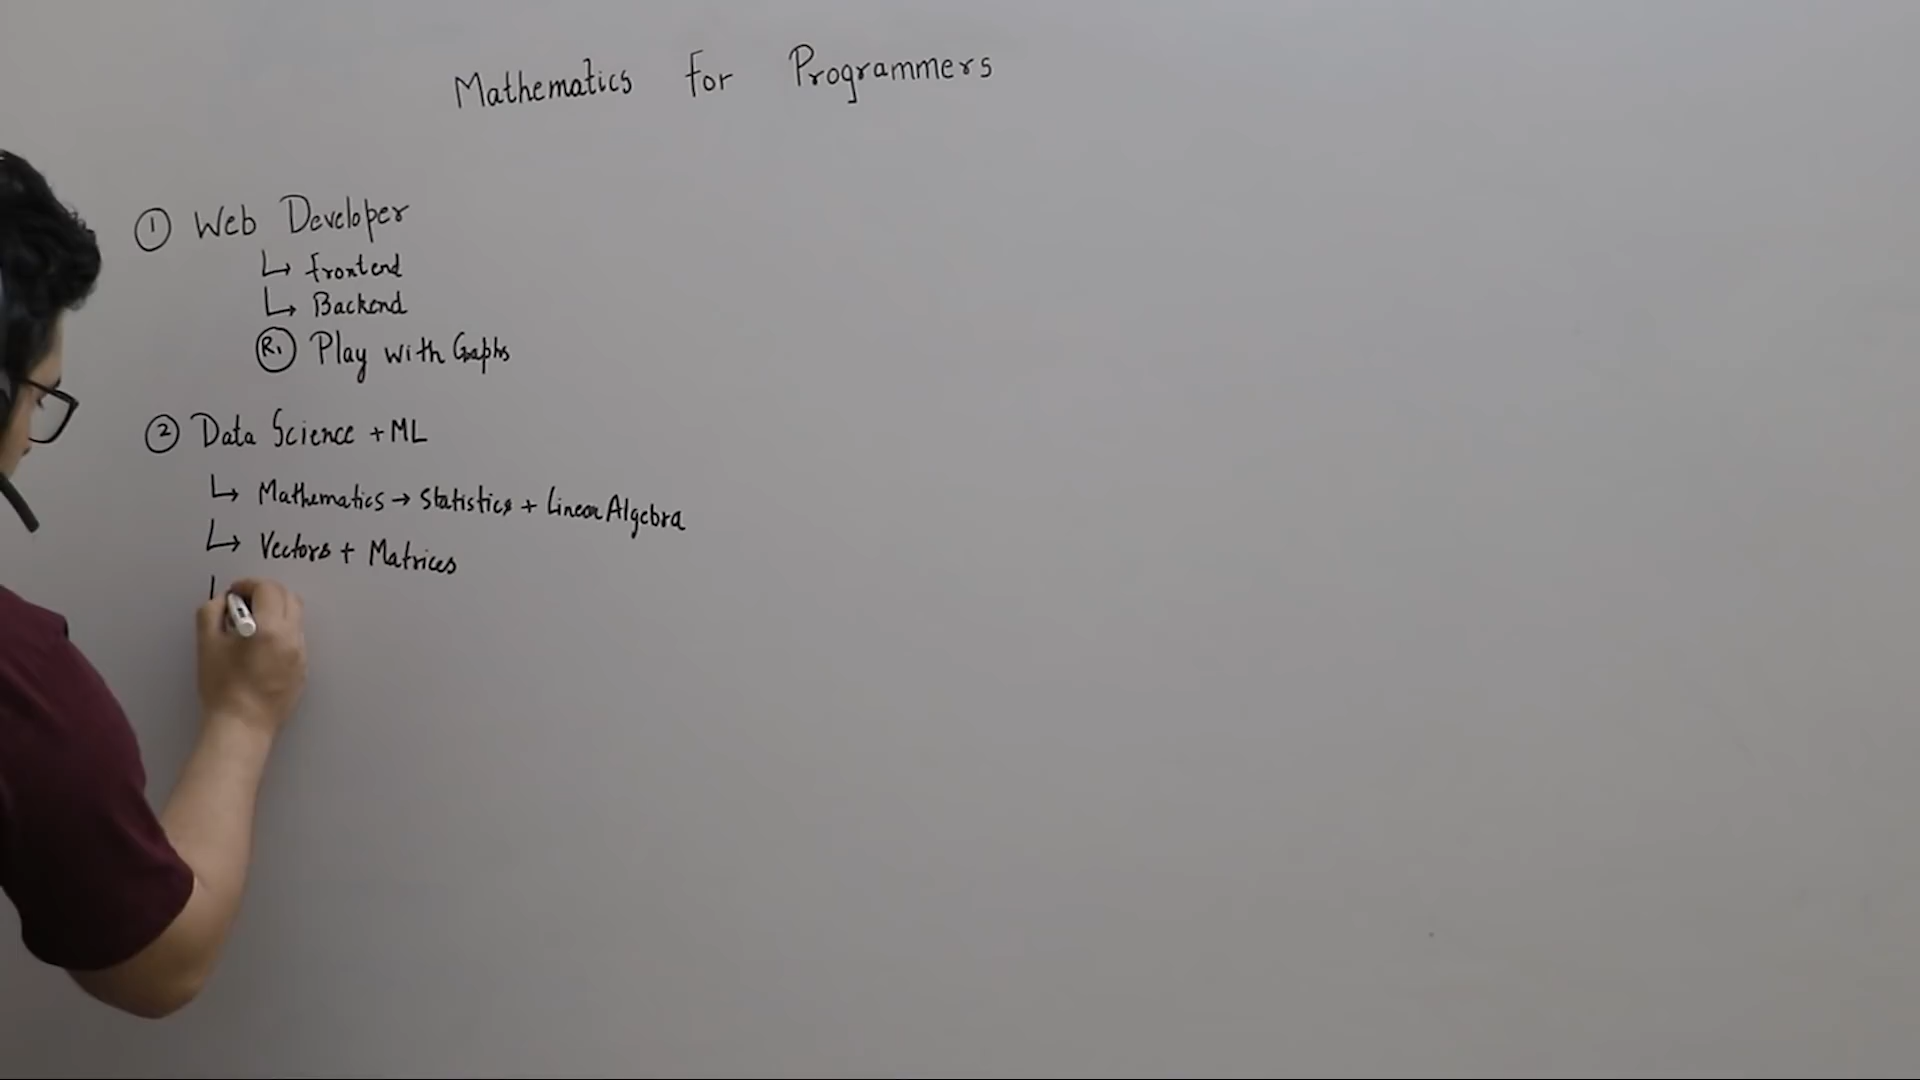 Mathematics for Programmers
① Web Developer
↳ frontend
↳ Backend
R1 Play with Graphs
② Data Science + ML
↳ Mathematics → Statistics + Linear Algebra
↳ Vectors + Matrices